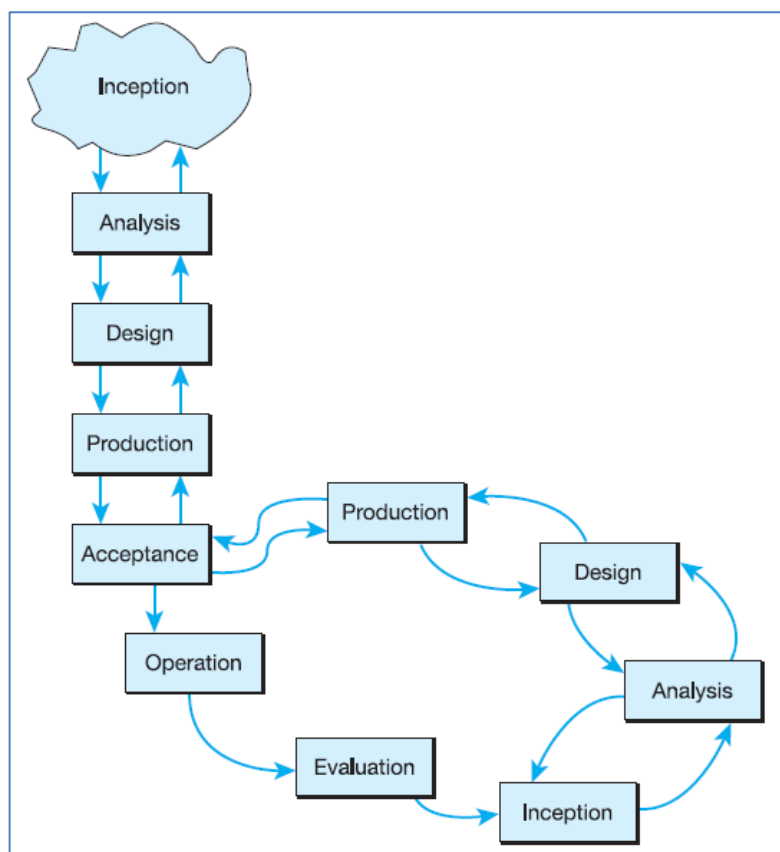 Inception
Analysis
Design
Production
Acceptance
Production
Design
Analysis
Operation
Evaluation
Inception